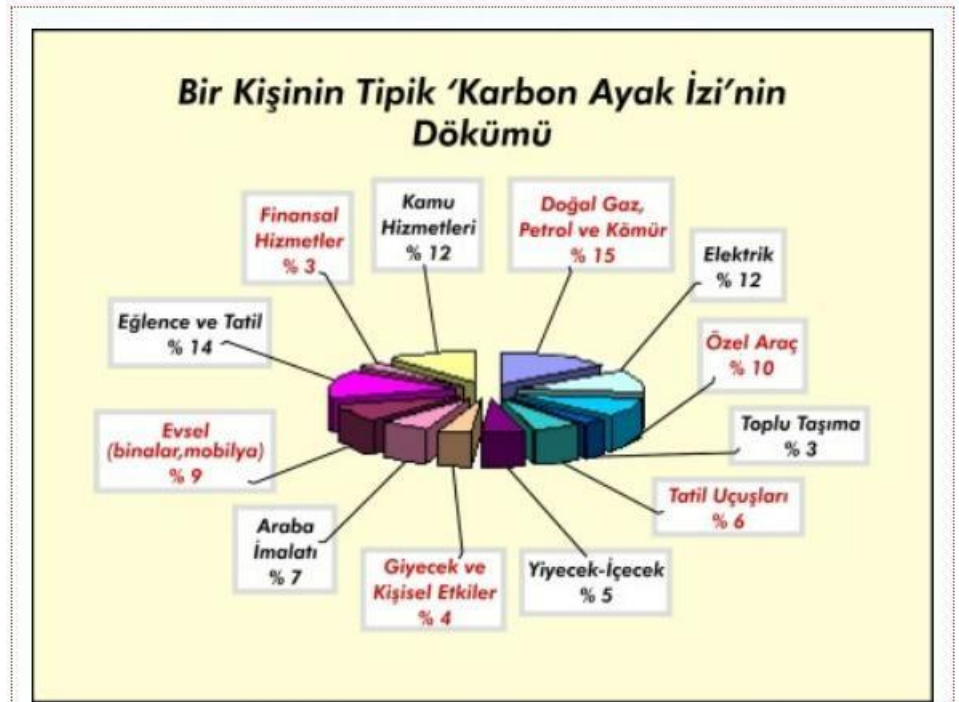 Bir Kişinin Tipik ‘Karbon Ayak İzi’nin
Dökümü
Finansal
Hizmetler
% 3
Kamu
Hizmetleri
% 12
Doğal Gaz,
Petrol ve Kömür
% 15
Elektrik
% 12
Eğlence ve Tatil
% 14
Özel Araç
% 10
Evsel
(binalar,mobilya)
% 9
Toplu Taşıma
% 3
Tatil Uçuşları
% 6
Araba
İmalatı
% 7
Giyecek ve
Kişisel Etkiler
% 4
Yiyecek-İçecek
% 5